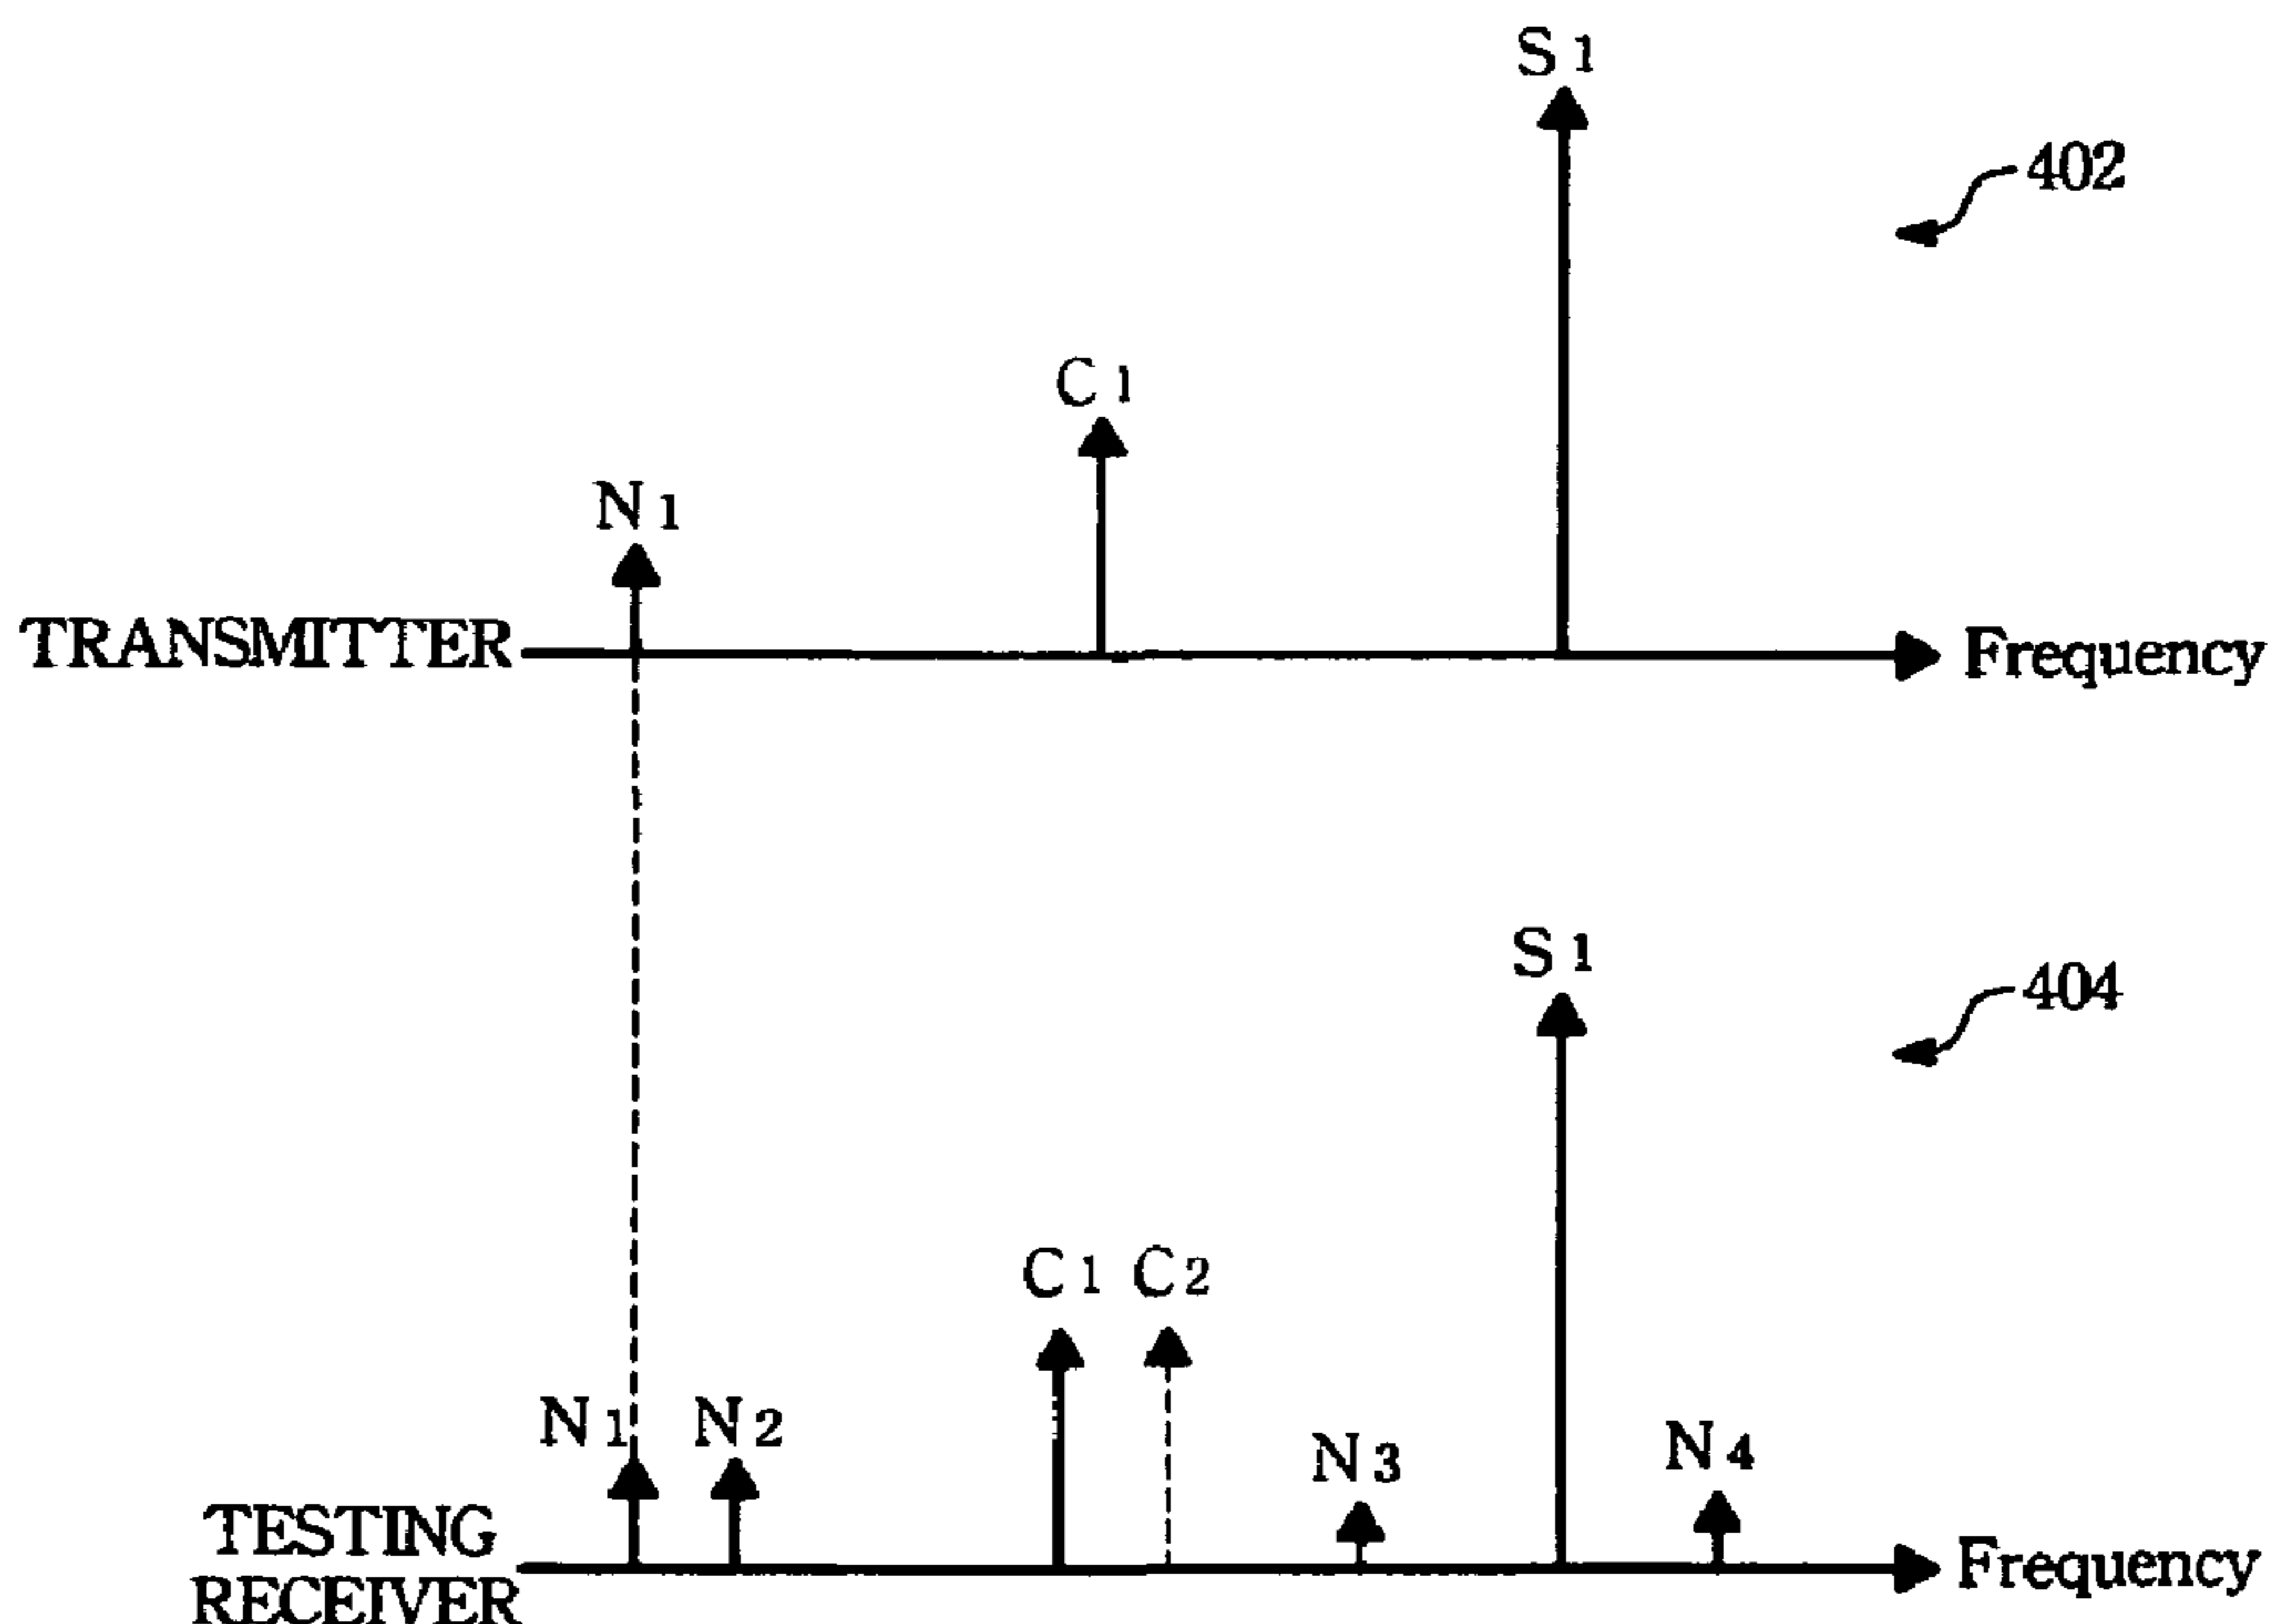 S1
402
C1
N1
TRANSMITTER
Frequency
S1
404
C1 C2
N1 N2
N3
N4
TESTING
RECEIVER
Frequency